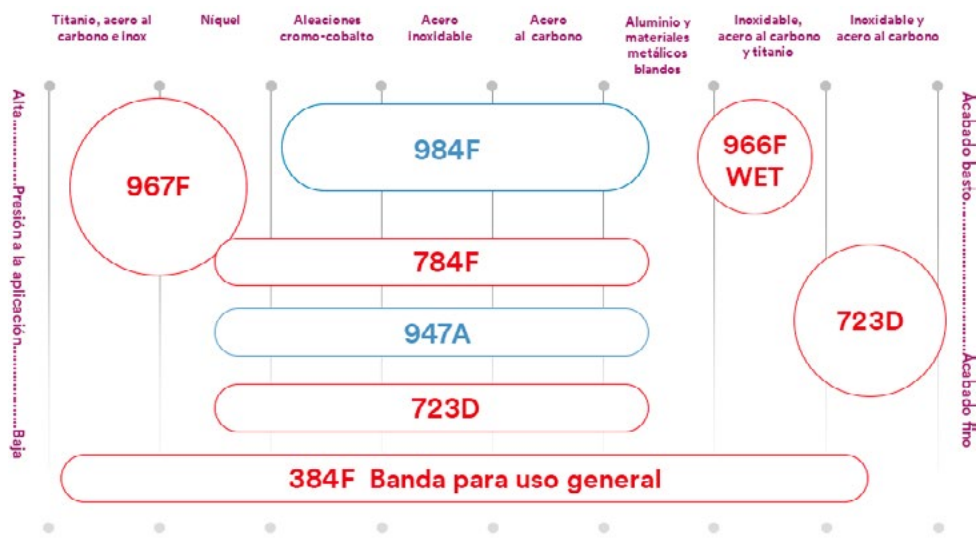 Titanio, acero al
carbono e inox
Níquel
Aleaciones
cromo-cobalto
Acero
inoxidable
Acero
al carbono
Aluminio y
materiales
metálicos
blandos
Inoxidable,
acero al carbono
y titanio
Inoxidable y
acero al carbono
Alta...............Presión a la aplicación...............Baja
Acabado basto...............Acabado fino
967F
984F
966F
WET
784F
947A
723D
723D
384F Banda para uso general